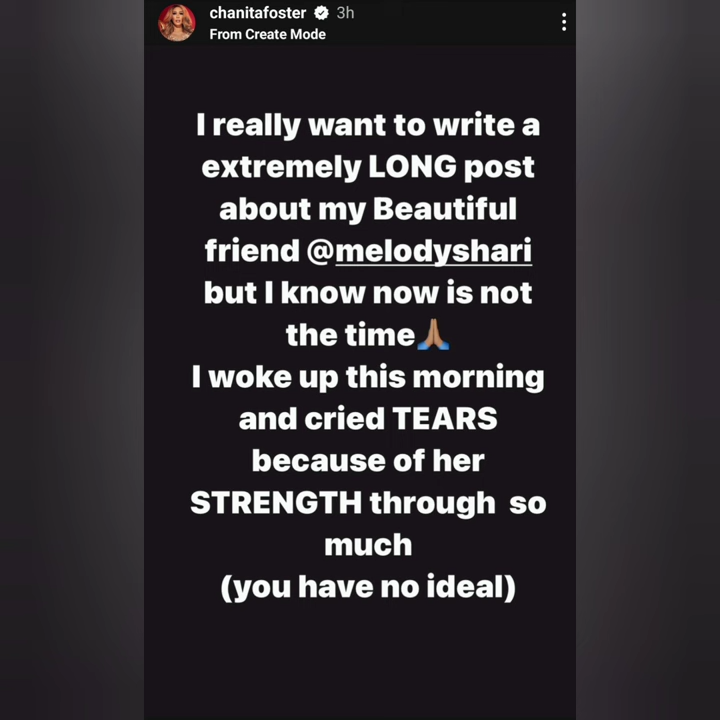 chanitafoster 3h
From Create Mode
I really want to write a
extremely LONG post
about my Beautiful
friend @melodyshari
but I know now is not
the time🙏🏽
I woke up this morning
and cried TEARS
because of her
STRENGTH through so
much
(you have no ideal)